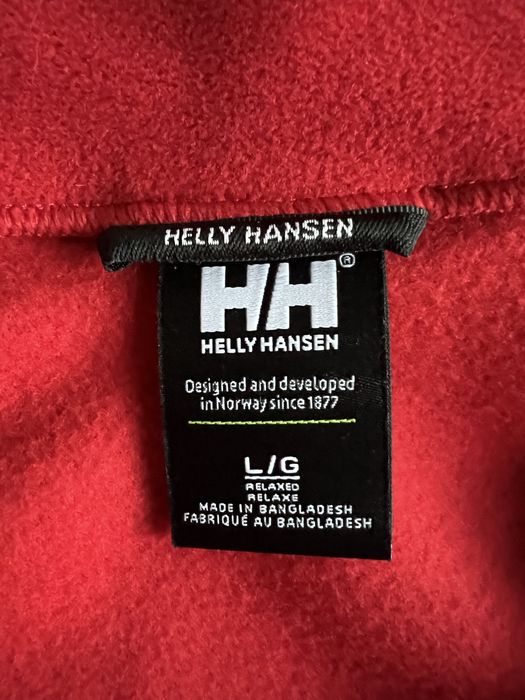 HELLY HANSEN
H/H®
HELLY HANSEN
Designed and developed
in Norway since 1877
L/G
RELAXED
RELAXE
MADE IN BANGLADESH
FABRIQUÉ AU BANGLADESH